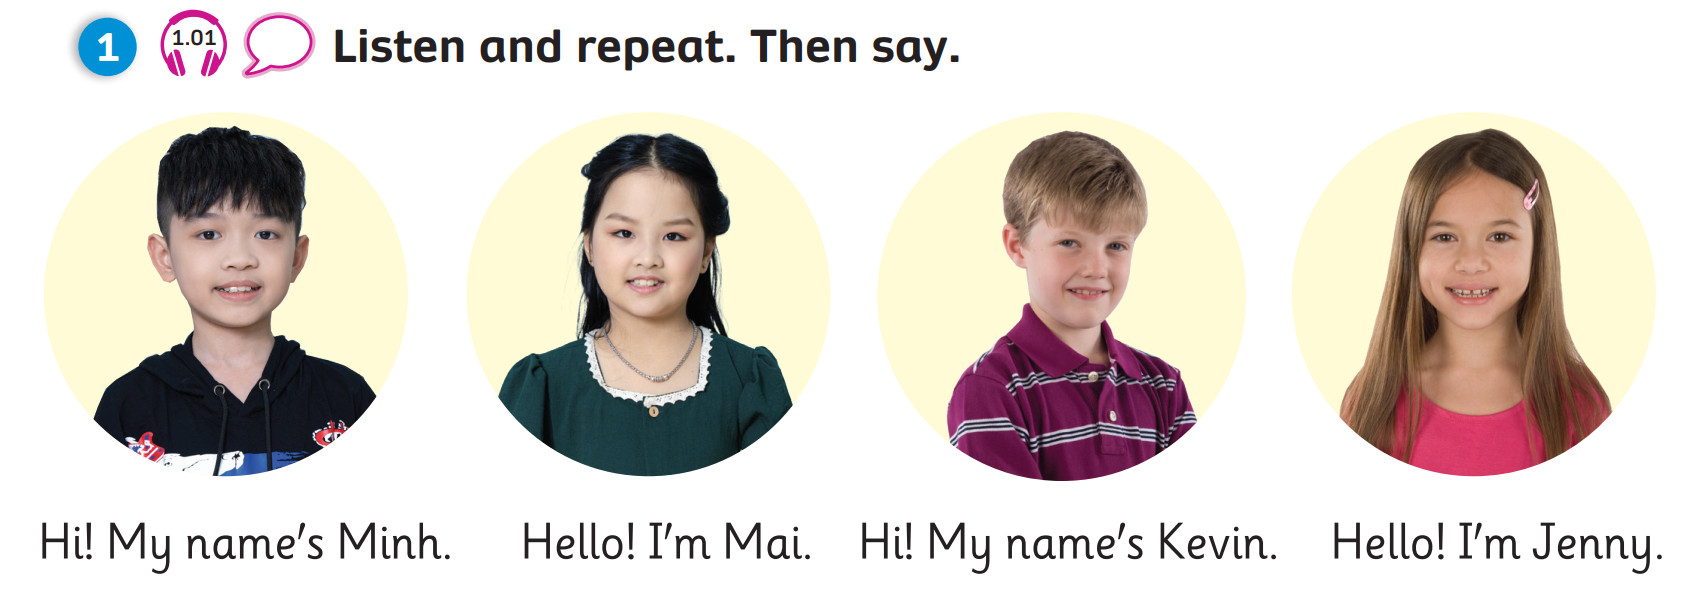 1 1.01 Listen and repeat. Then say.
Hi! My name's Minh.
Hello! I'm Mai.
Hi! My name's Kevin.
Hello! I'm Jenny.